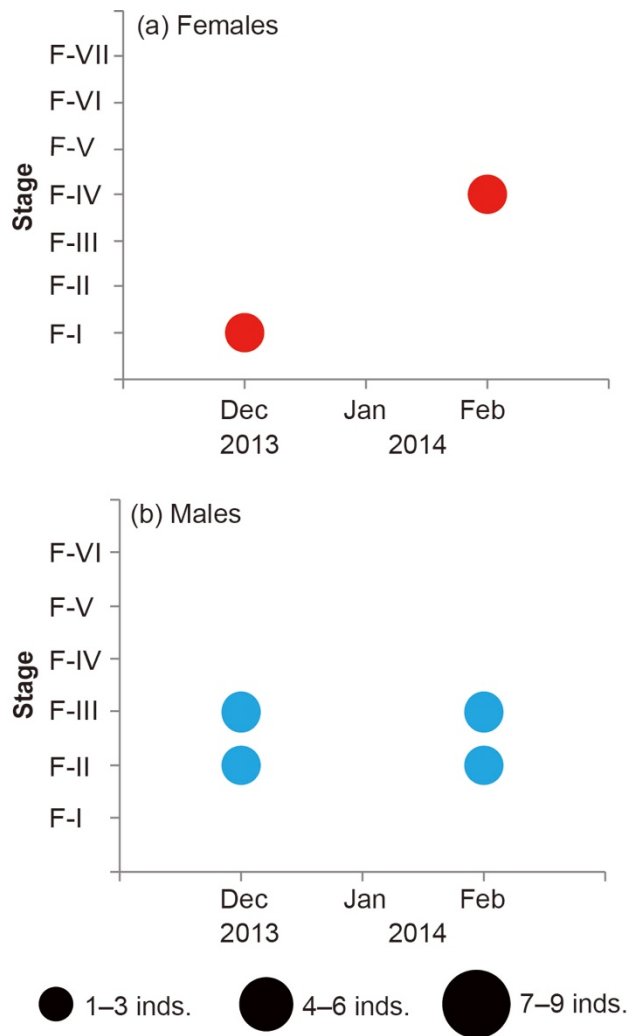 (a) Females
F-VII
F-VI
F-V
F-IV
F-III
F-II
F-I
Stage
Dec Jan Feb
2013 2014
(b) Males
F-VI
F-V
F-IV
F-III
F-II
F-I
Stage
Dec Jan Feb
2013 2014
1–3 inds. 4–6 inds. 7–9 inds.